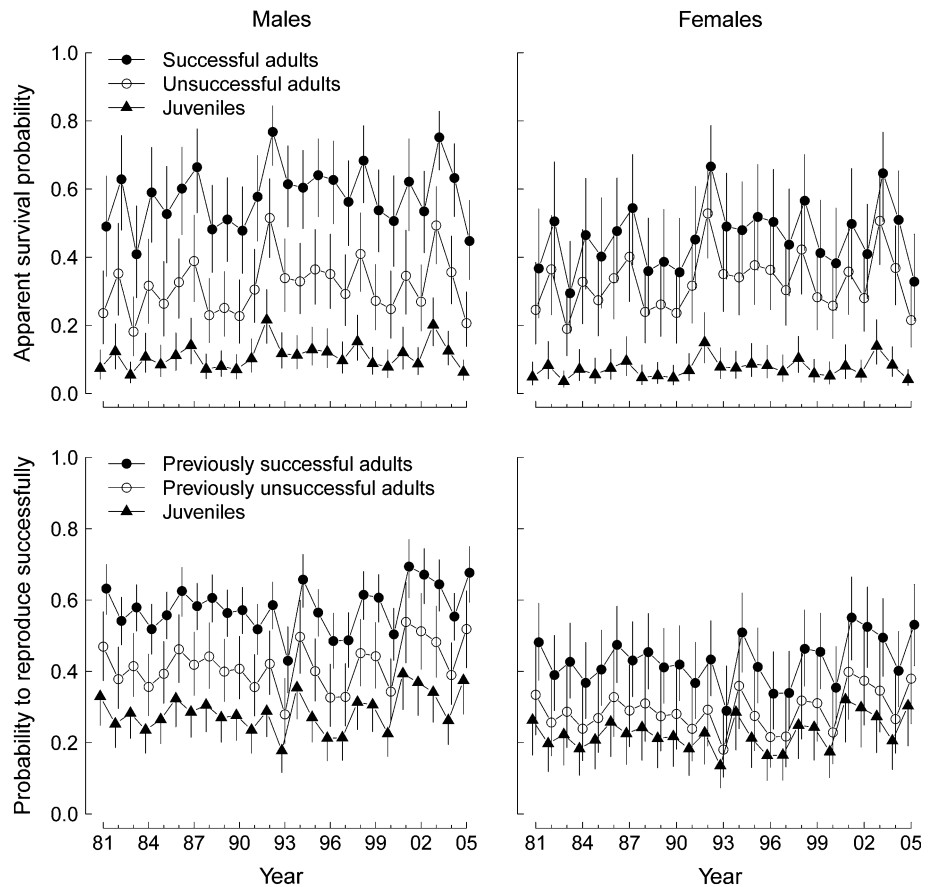 Males
Females
Apparent survival probability
1.0
0.8
0.6
0.4
0.2
0.0
Successful adults
Unsuccessful adults
Juveniles
Probability to reproduce successfully
1.0
0.8
0.6
0.4
0.2
0.0
Previously successful adults
Previously unsuccessful adults
Juveniles
81 84 87 90 93 96 99 02 05
81 84 87 90 93 96 99 02 05
Year
Year